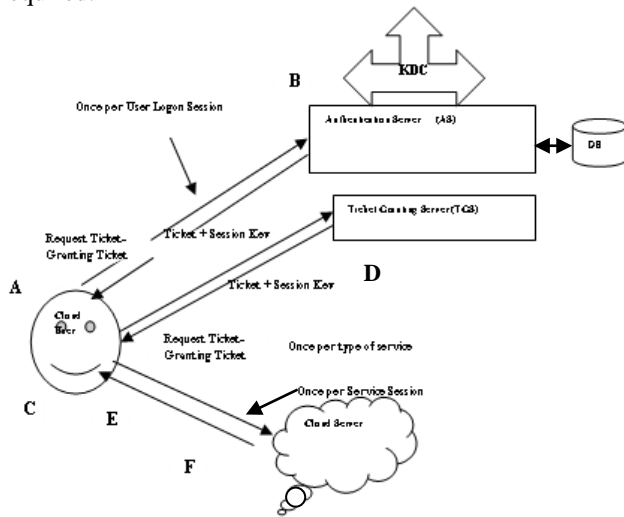 KDC
B
Once per User Logon Session
Authentication Server (AS)
DB
Ticket Granting Server(TGS)
Request Ticket-
Granting Ticket
Ticket + Session Key
D
A
Ticket + Session Key
Cloud
User
Request Ticket-
Granting Ticket
Once per type of service
Once per Service Session
C
E
Cloud Server
F